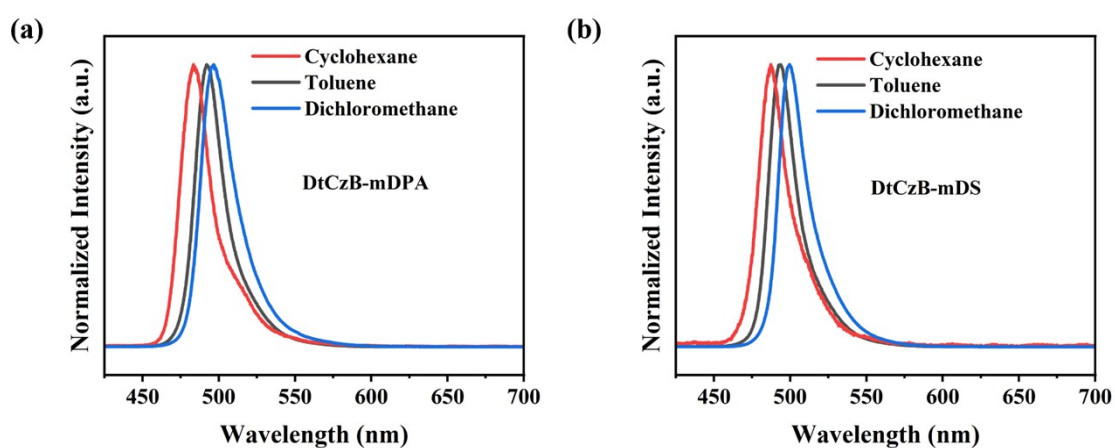 (a)
Normalized Intensity (a.u.)
Cyclohexane
Toluene
Dichloromethane
DtCzB-mDPA
450 500 550 600 650 700
Wavelength (nm)
(b)
Normalized Intensity (a.u.)
Cyclohexane
Toluene
Dichloromethane
DtCzB-mDS
450 500 550 600 650 700
Wavelength (nm)